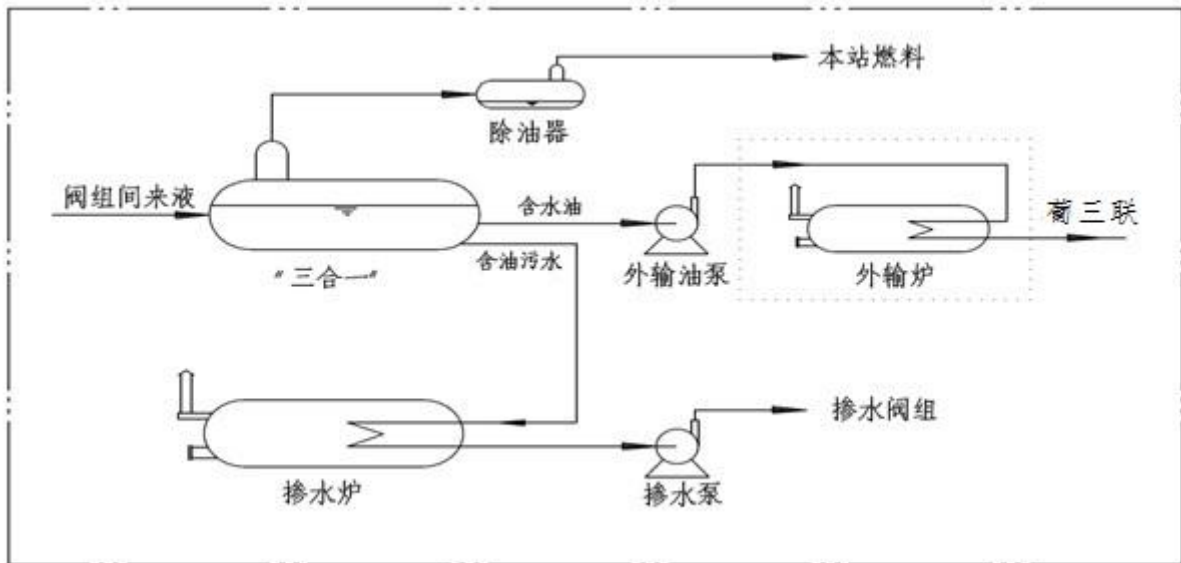 本站燃料
除油器
阀组间来液
含水油
葡三联
含油污水
"三合一"
外输油泵
外输炉
掺水阀组
掺水炉
掺水泵